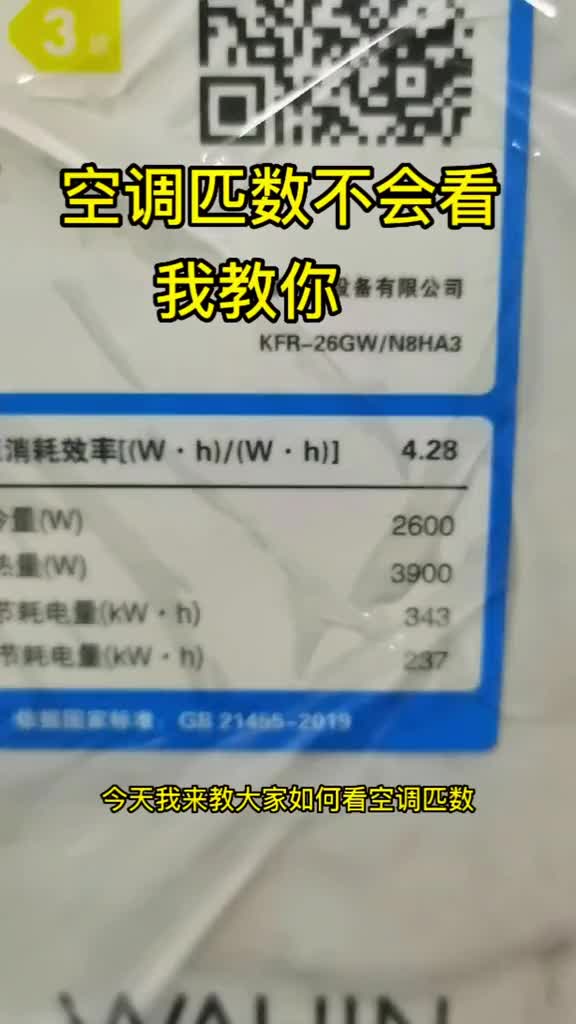 3级
空调匹数不会看
我教你
设备有限公司
KFR-26GW/N8HA3
消耗效率[(W·h)/(W·h)] 4.28
量(W) 2600
热量(W) 3900
节耗电量(kW·h) 343
节耗电量(kW·h) 237
依据国家标准: GB 21455-2019
今天我来教大家如何看空调匹数